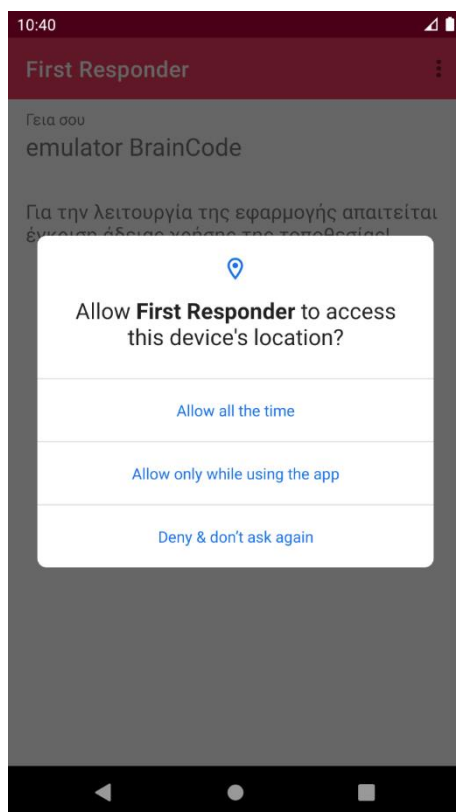 10:40
First Responder
Γεια σου
emulator BrainCode
Για την λειτουργία της εφαρμογής απαιτείται
Allow First Responder to access
this device's location?
Allow all the time
Allow only while using the app
Deny & don't ask again